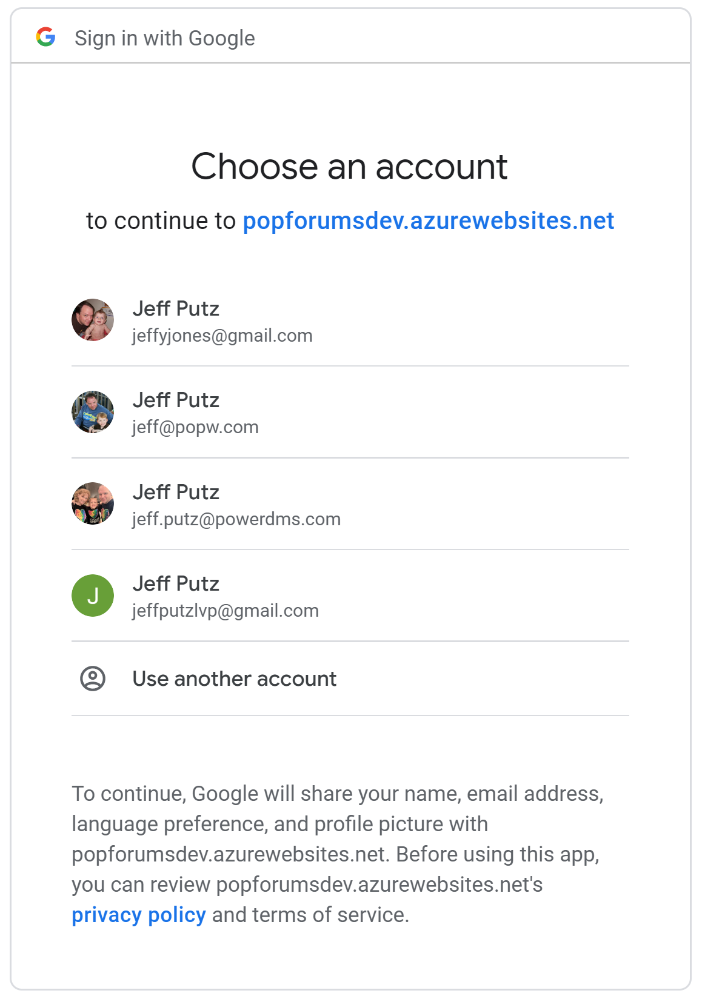 Sign in with Google
Choose an account
to continue to popforumsdev.azurewebsites.net
Jeff Putz
jeffyjones@gmail.com
Jeff Putz
jeff@popw.com
Jeff Putz
jeff.putz@powerdms.com
J
Jeff Putz
jeffputzlvp@gmail.com
Use another account
To continue, Google will share your name, email address,
language preference, and profile picture with
popforumsdev.azurewebsites.net. Before using this app,
you can review popforumsdev.azurewebsites.net's
privacy policy and terms of service.